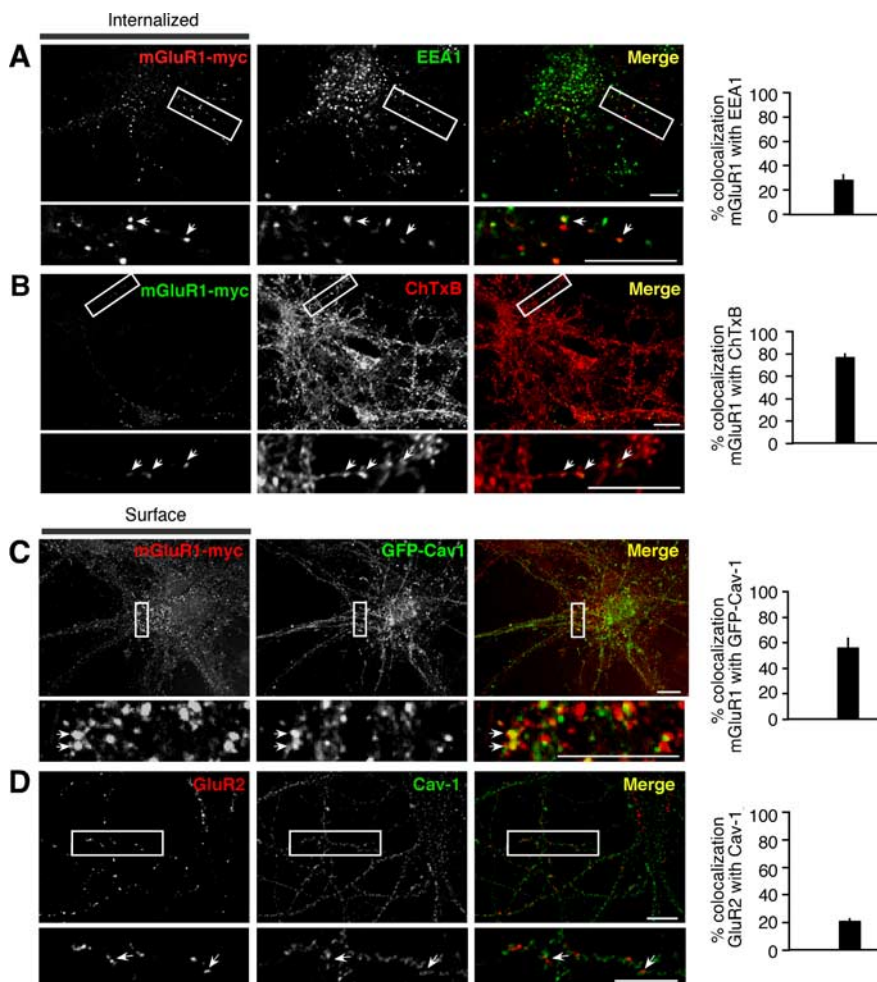 Internalized
A
mGluR1-myc
EEA1
Merge
% colocalization
mGluR1 with EEA1
100
80
60
40
20
0
B
mGluR1-myc
ChTxB
Merge
% colocalization
mGluR1 with ChTxB
100
80
60
40
20
0
Surface
C
mGluR1-myc
GFP-Cav1
Merge
% colocalization
mGluR1 with GFP-Cav-1
100
80
60
40
20
0
D
GluR2
Cav-1
Merge
% colocalization
GluR2 with Cav-1
100
80
60
40
20
0